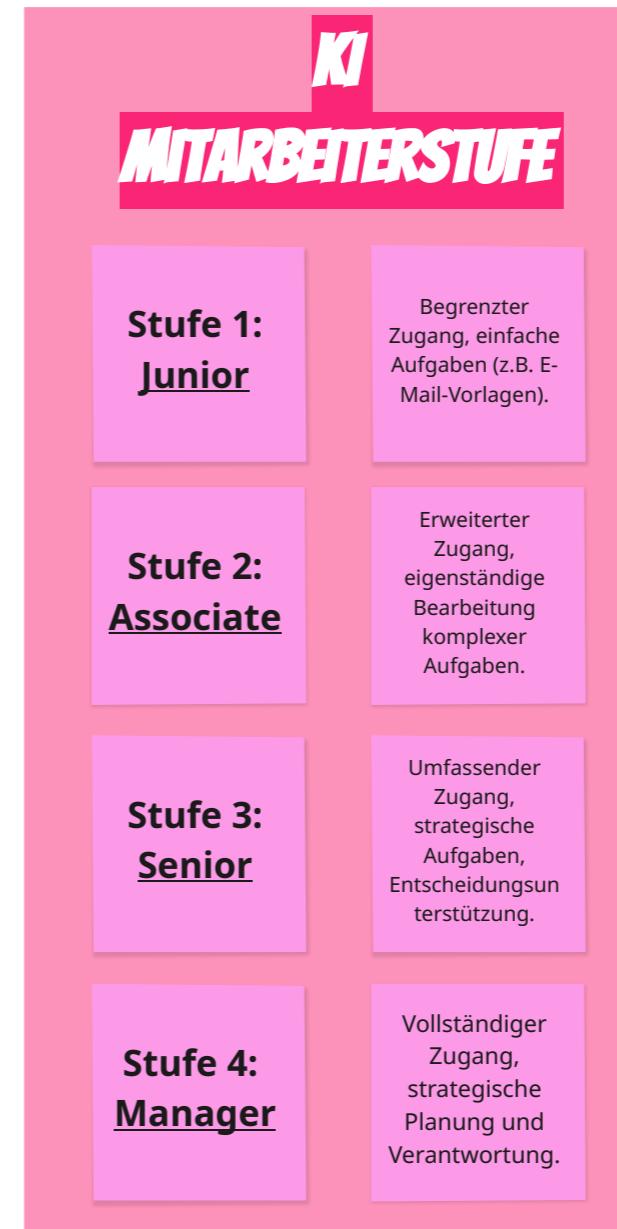 KI
MITARBEITERSTUFE
Stufe 1:
Junior
Begrenzter
Zugang, einfache
Aufgaben (z.B. E-
Mail-Vorlagen).
Stufe 2:
Associate
Erweiterter
Zugang,
eigenständige
Bearbeitung
komplexer
Aufgaben.
Stufe 3:
Senior
Umfassender
Zugang,
strategische
Aufgaben,
Entscheidungsun
terstützung.
Stufe 4:
Manager
Vollständiger
Zugang,
strategische
Planung und
Verantwortung.